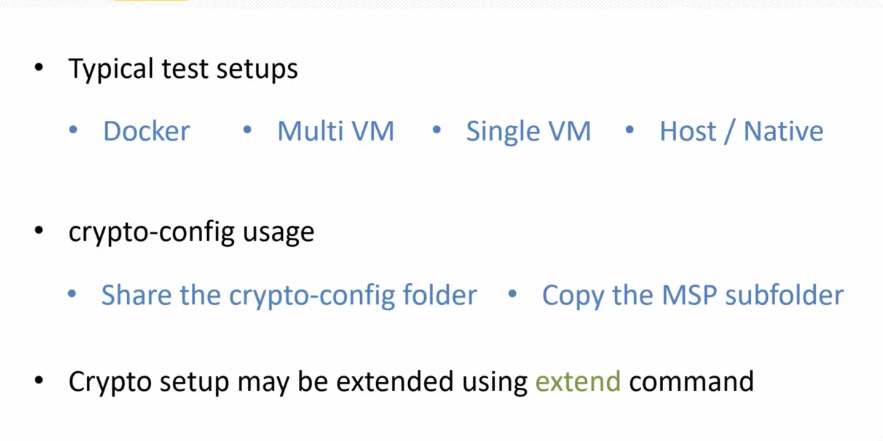 • Typical test setups
• Docker • Multi VM • Single VM • Host / Native
• crypto-config usage
• Share the crypto-config folder • Copy the MSP subfolder
• Crypto setup may be extended using extend command